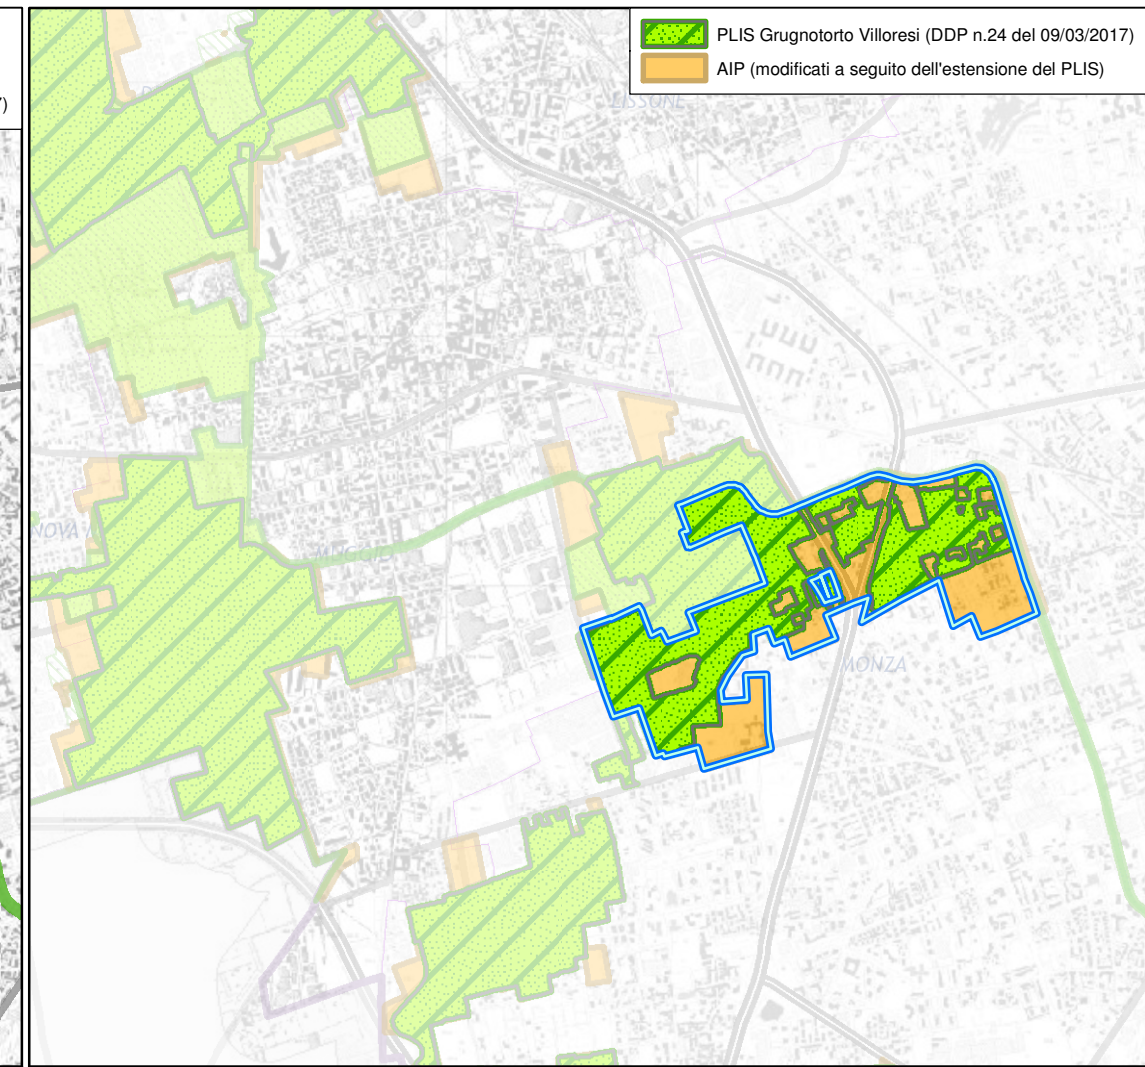 PLIS Grugnotorto Villoresi (DDP n.24 del 09/03/2017)
AIP (modificati a seguito dell'estensione del PLIS)
7)
LISSONE
NOVA
MUGGIO'
MONZA